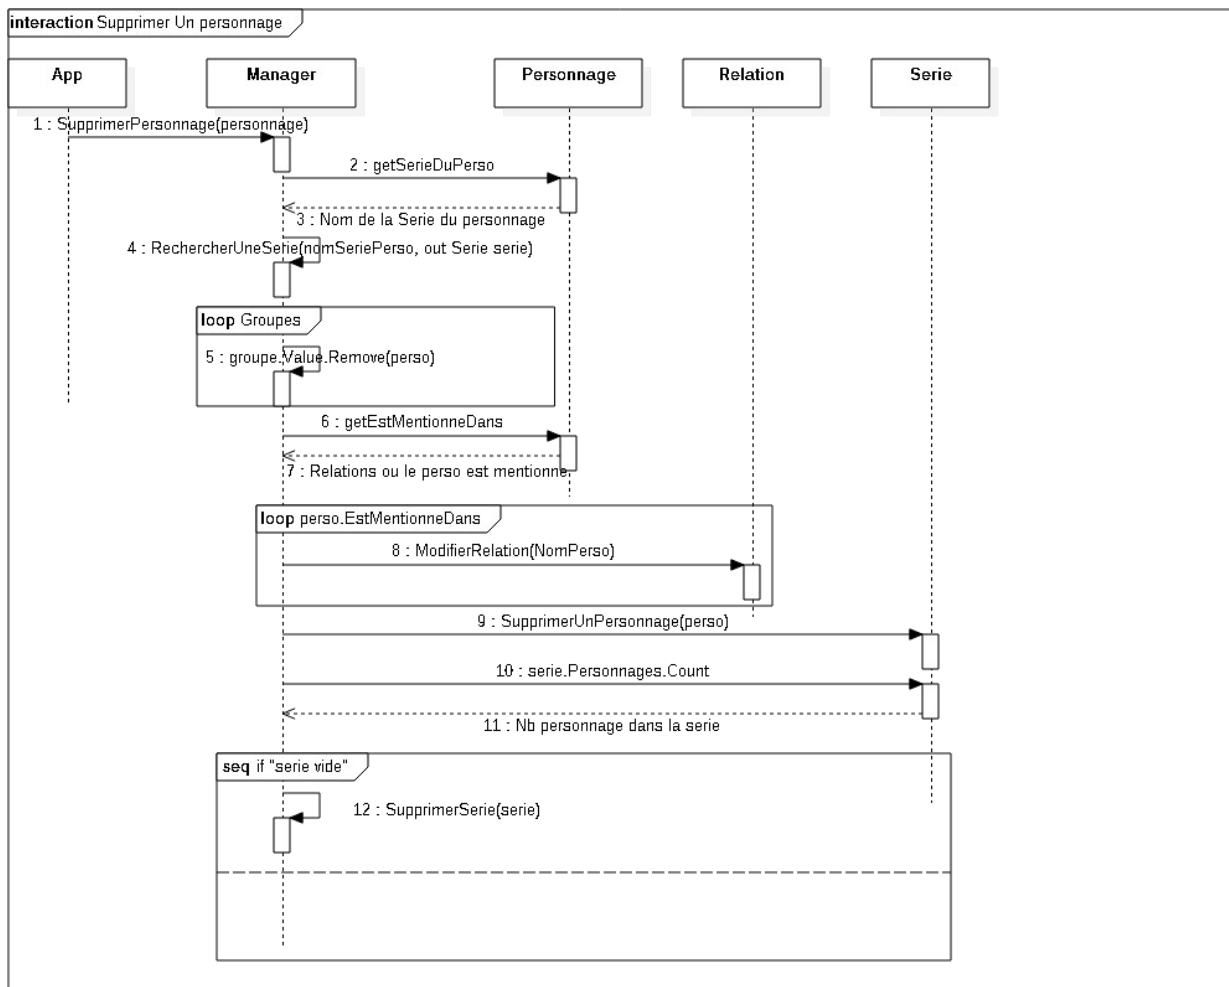 interaction Supprimer Un personnage
App
Manager
Personnage
Relation
Serie
1 : SupprimerPersonnage(personnage)
2 : getSerieDuPerso
3 : Nom de la Serie du personnage
4 : RechercherUneSerie(nomSeriePerso, out Serie serie)
loop Groupes
5 : groupe.Value.Remove(perso)
6 : getEstMentionneDans
7 : Relations ou le perso est mentionne
loop perso.EstMentionneDans
8 : ModifierRelation(NomPerso)
9 : SupprimerUnPersonnage(perso)
10 : serie.Personnages.Count
11 : Nb personnage dans la serie
seq if "serie vide"
12 : SupprimerSerie(serie)